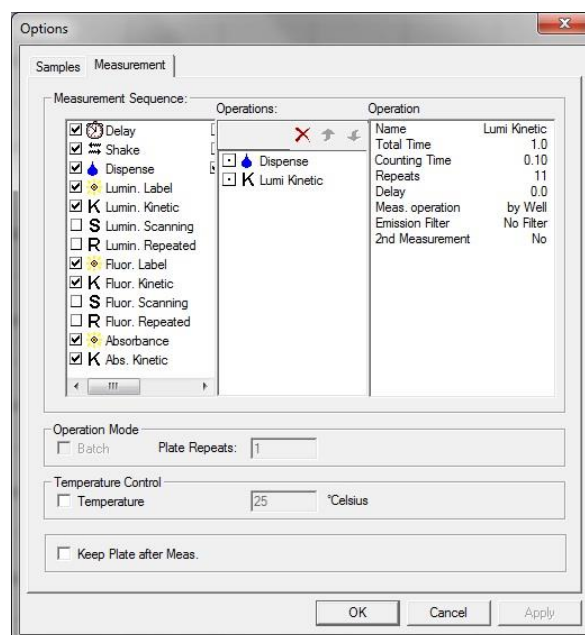 Options
Samples Measurement
Measurement Sequence:
Operations:
Operation
Delay
Shake
Dispense
Lumin. Label
K Lumin. Kinetic
S Lumin. Scanning
R Lumin. Repeated
Fluor. Label
K Fluor. Kinetic
S Fluor. Scanning
R Fluor. Repeated
Absorbance
K Abs. Kinetic
Dispense
K Lumi Kinetic
Name Lumi Kinetic
Total Time 1.0
Counting Time 0.10
Repeats 11
Delay 0.0
Meas. operation by Well
Emission Filter No Filter
2nd Measurement No
Operation Mode
Batch Plate Repeats: 1
Temperature Control
Temperature 25 °Celsius
Keep Plate after Meas.
OK Cancel Apply